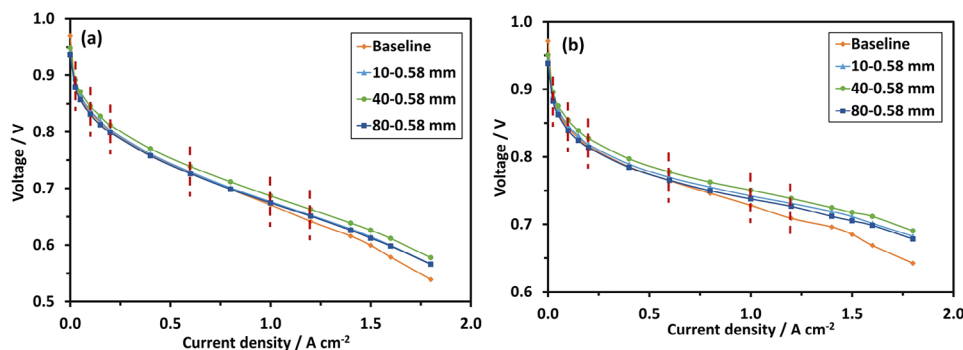 (a)
Baseline
10-0.58 mm
40-0.58 mm
80-0.58 mm
Voltage / V
1.0
0.9
0.8
0.7
0.6
0.5
0.0
0.5
1.0
1.5
2.0
Current density / A cm-2
(b)
Baseline
10-0.58 mm
40-0.58 mm
80-0.58 mm
Voltage / V
1.0
0.9
0.8
0.7
0.6
0.0
0.5
1.0
1.5
2.0
Current density / A cm-2